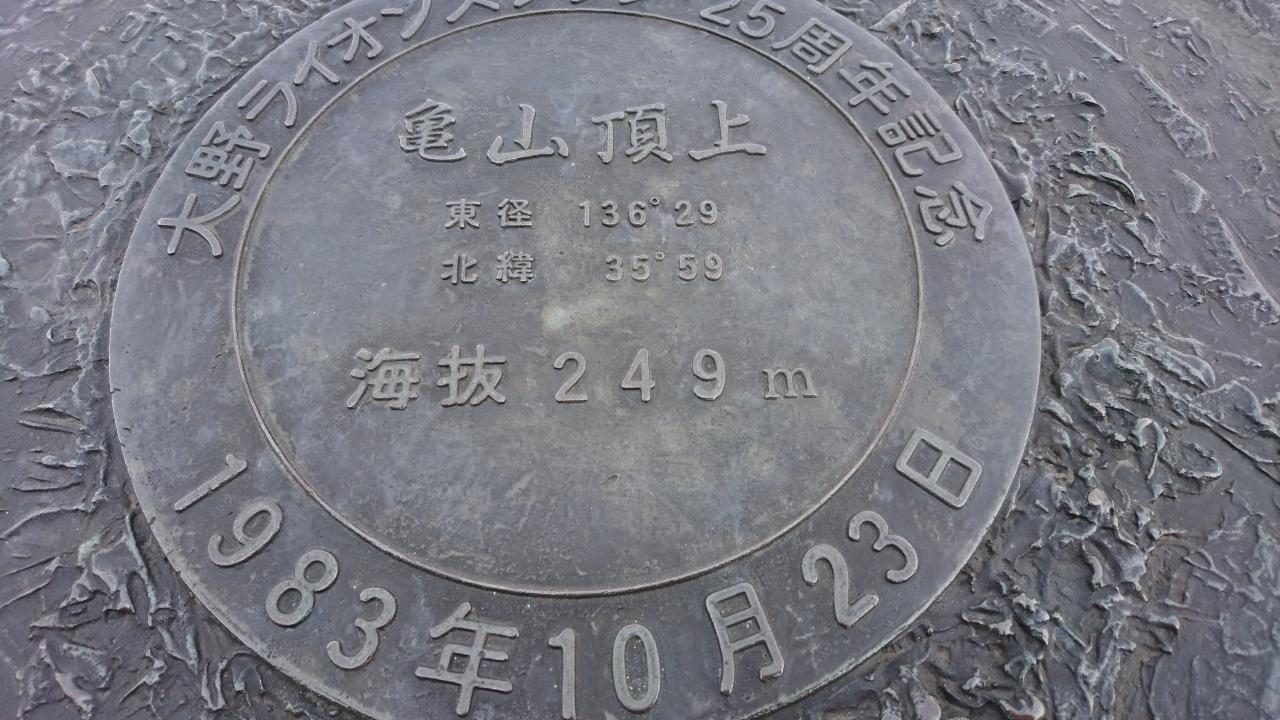 大野ライオンズクラブ 25周年記念
亀山頂上
東径 136°29
北緯 35°59
海抜 249m
1983年10月23日